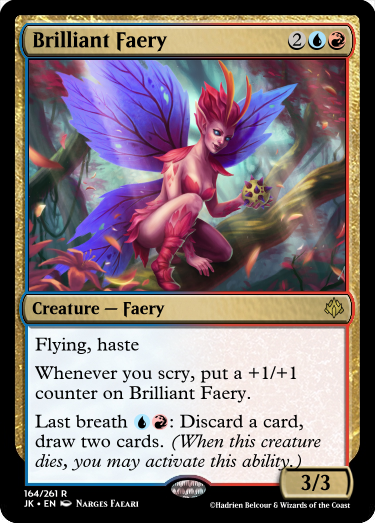 Brilliant Faery 2
Creature — Faery
Flying, haste
Whenever you scry, put a +1/+1
counter on Brilliant Faery.
Last breath : Discard a card,
draw two cards. (When this creature
dies, you may activate this ability.)
3/3
164/261 R
JK • EN Narges Faeari
©Hadrien Belcour & Wizards of the Coast